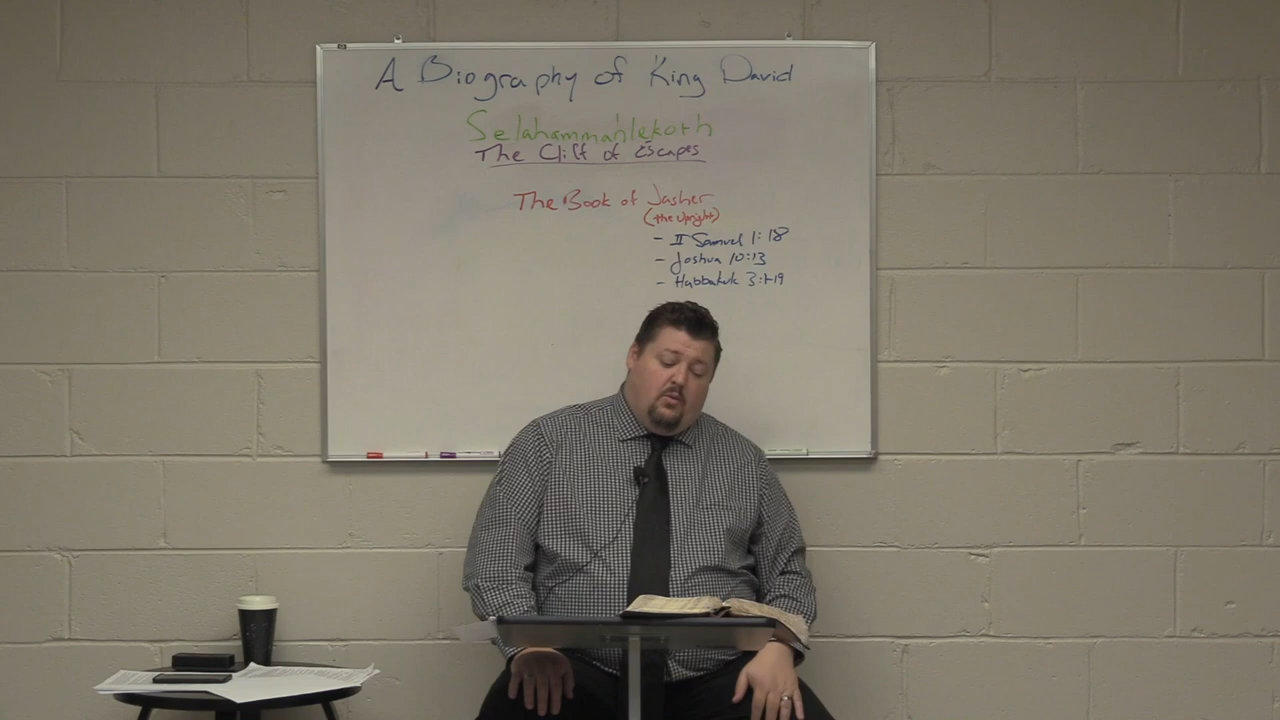 A Biography of King David
Selahammahlekoth
The Clift of Escapes
The Book of Jasher
(the upright)
- II Samuel 1:18
- Joshua 10:13
- Habbakuk 3:1-19